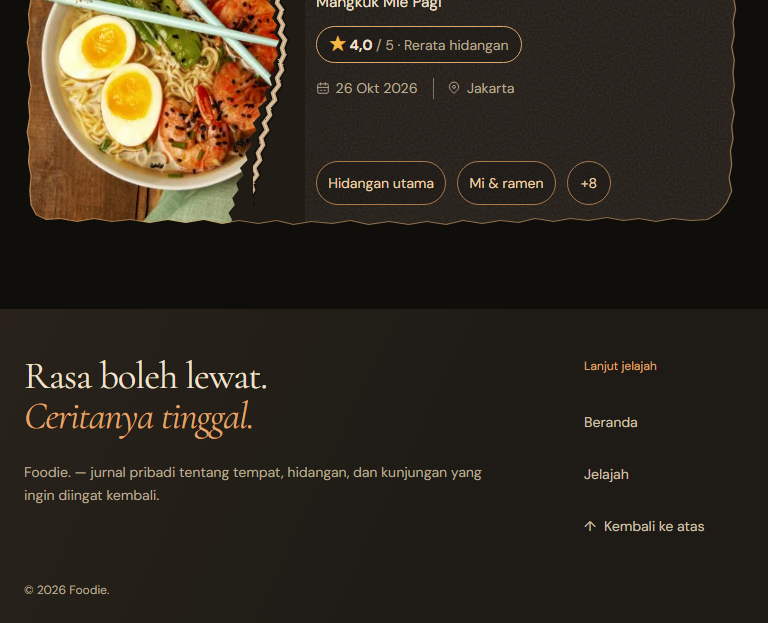 Mangkuk Mie Pagi
4,0 / 5 · Rerata hidangan
26 Okt 2026
Jakarta
Hidangan utama
Mi & ramen
+8
Rasa boleh lewat.
Ceritanya tinggal.
Foodie. — jurnal pribadi tentang tempat, hidangan, dan kunjungan yang
ingin diingat kembali.
Lanjut jelajah
Beranda
Jelajah
Kembali ke atas
© 2026 Foodie.